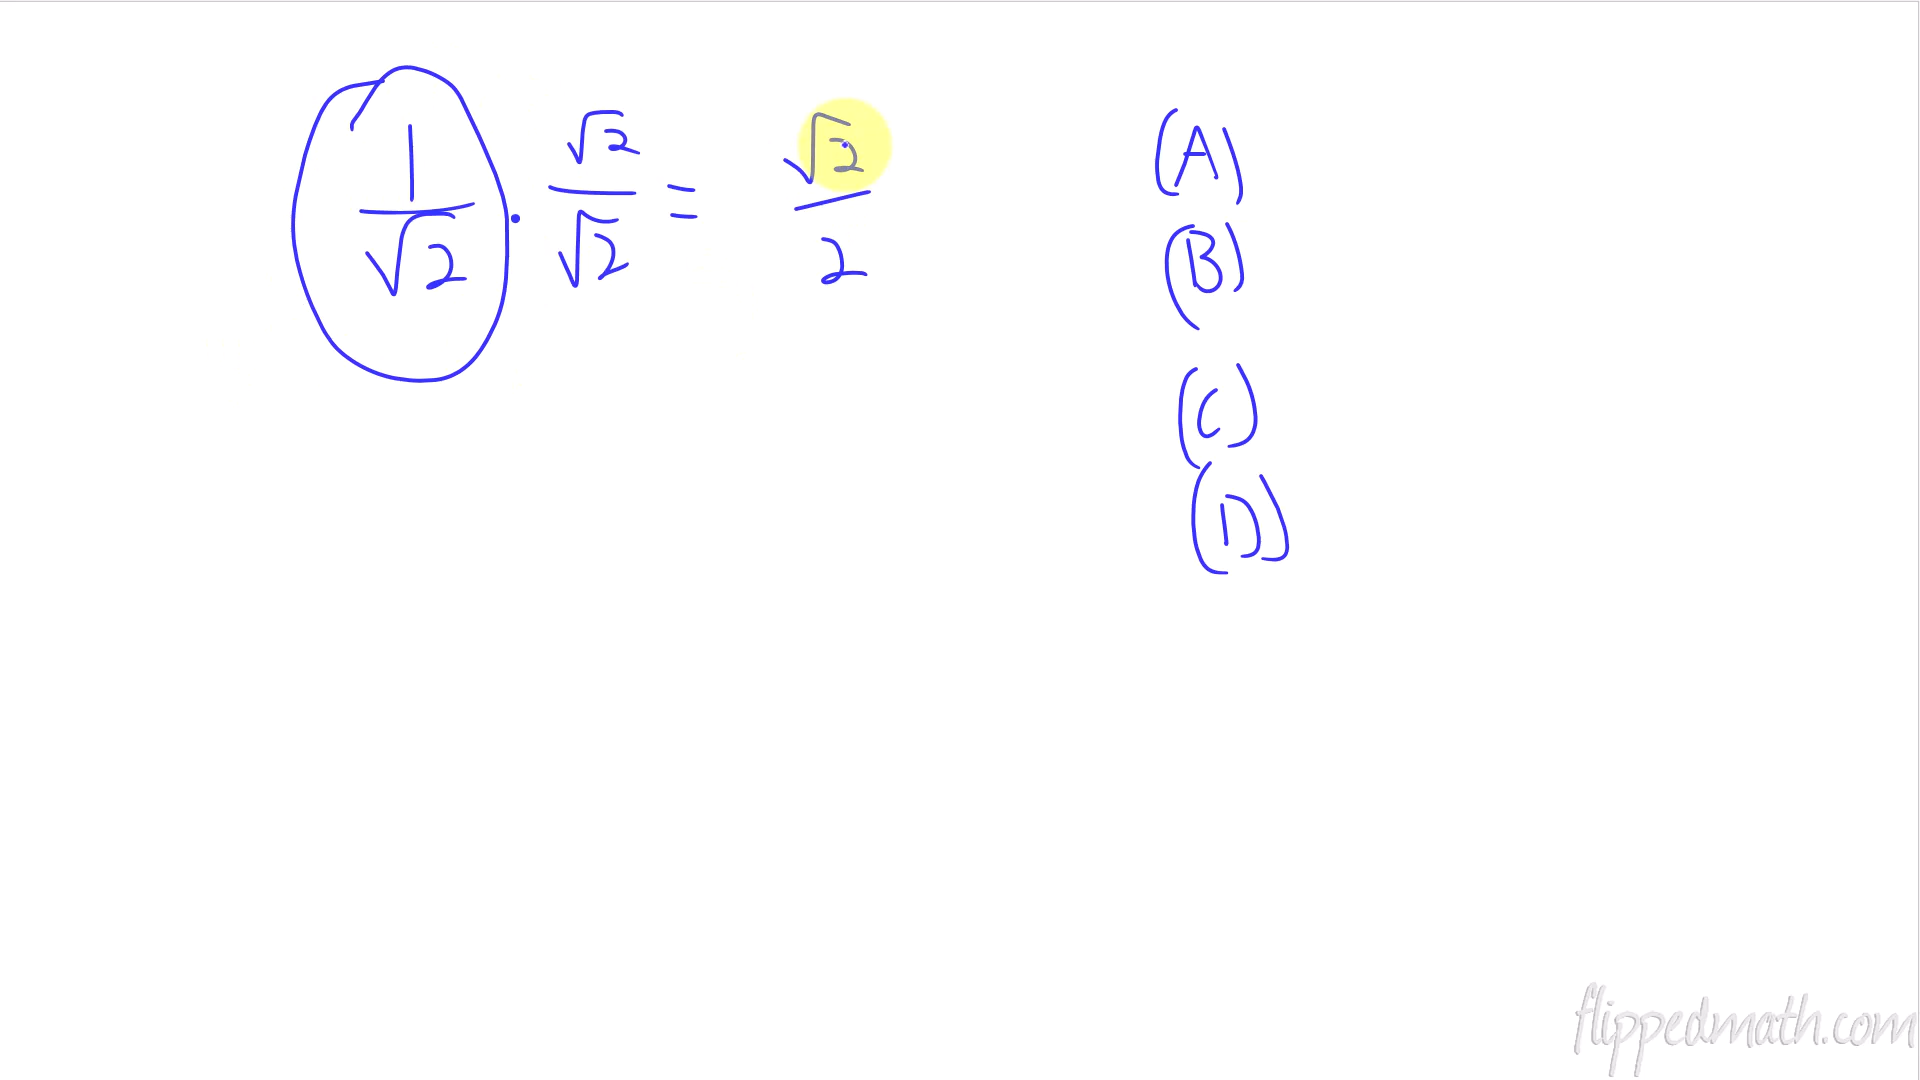 1/√2 · √2/√2 = √2/2
(A)
(B)
(C)
(D)
flippedmath.com